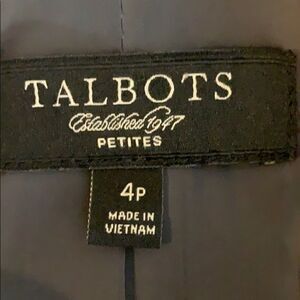 TALBOTS
Established 1947
PETITES
4P
MADE IN
VIETNAM